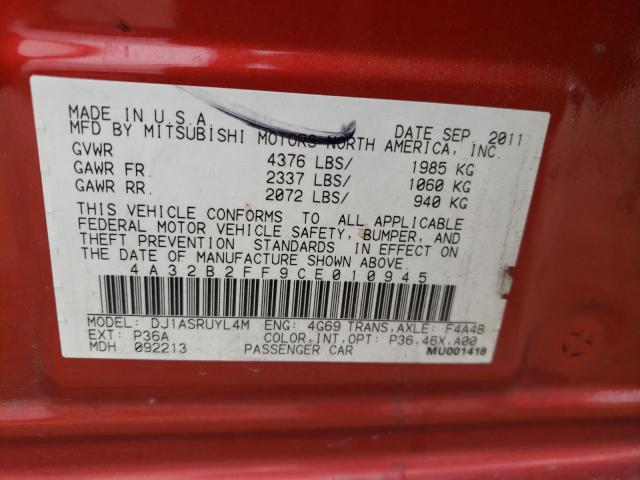 MADE IN U.S.A. DATE SEP. 2011
MFD BY MITSUBISHI MOTORS NORTH AMERICA, INC.
GVWR 4376 LBS/ 1985 KG
GAWR FR. 2337 LBS/ 1060 KG
GAWR RR. 2072 LBS/ 940 KG
THIS VEHICLE CONFORMS TO ALL APPLICABLE
FEDERAL MOTOR VEHICLE SAFETY, BUMPER, AND
THEFT PREVENTION STANDARDS IN EFFECT ON
THE DATE OF MANUFACTURE SHOWN ABOVE.
4A32B2FF9CE010945
MODEL: DJ1ASRUYL4M ENG: 4G69 TRANS,AXLE: F4A4B
EXT: P36A COLOR,INT,OPT: P36,46X,A00
MDH 092213 PASSENGER CAR MU001418